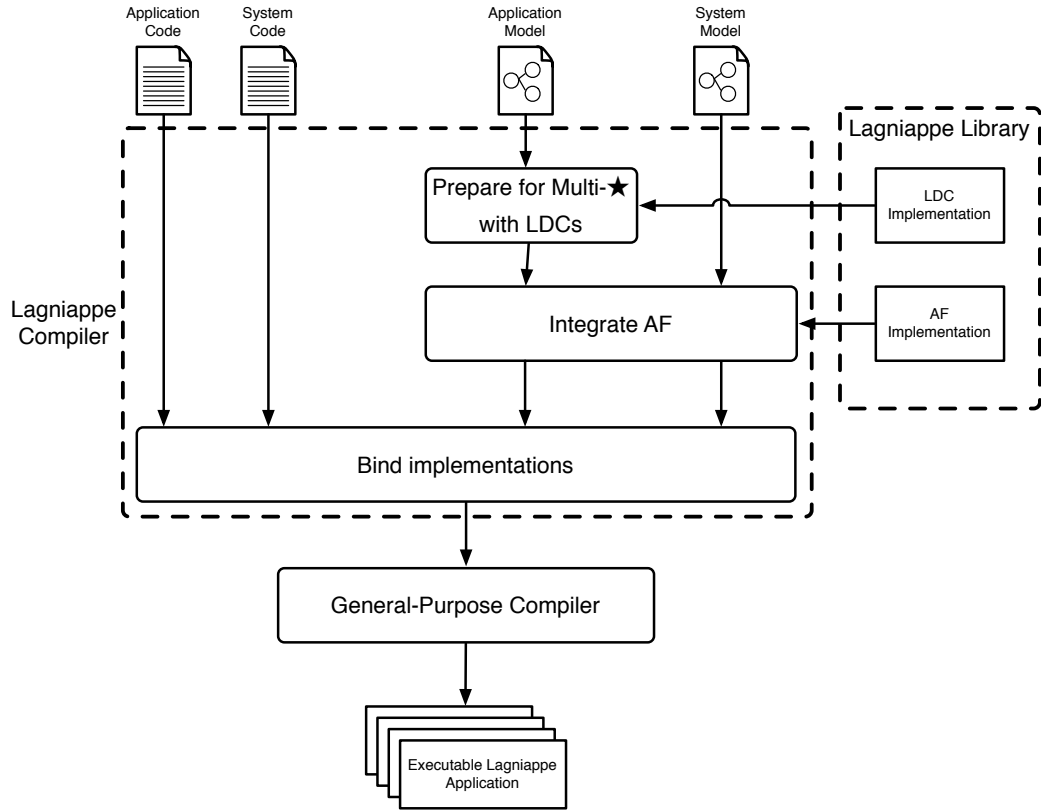 Application
Code
System
Code
Application
Model
System
Model
Lagniappe Library
Prepare for Multi-★
with LDCs
LDC
Implementation
Lagniappe
Compiler
Integrate AF
AF
Implementation
Bind implementations
General-Purpose Compiler
Executable Lagniappe
Application